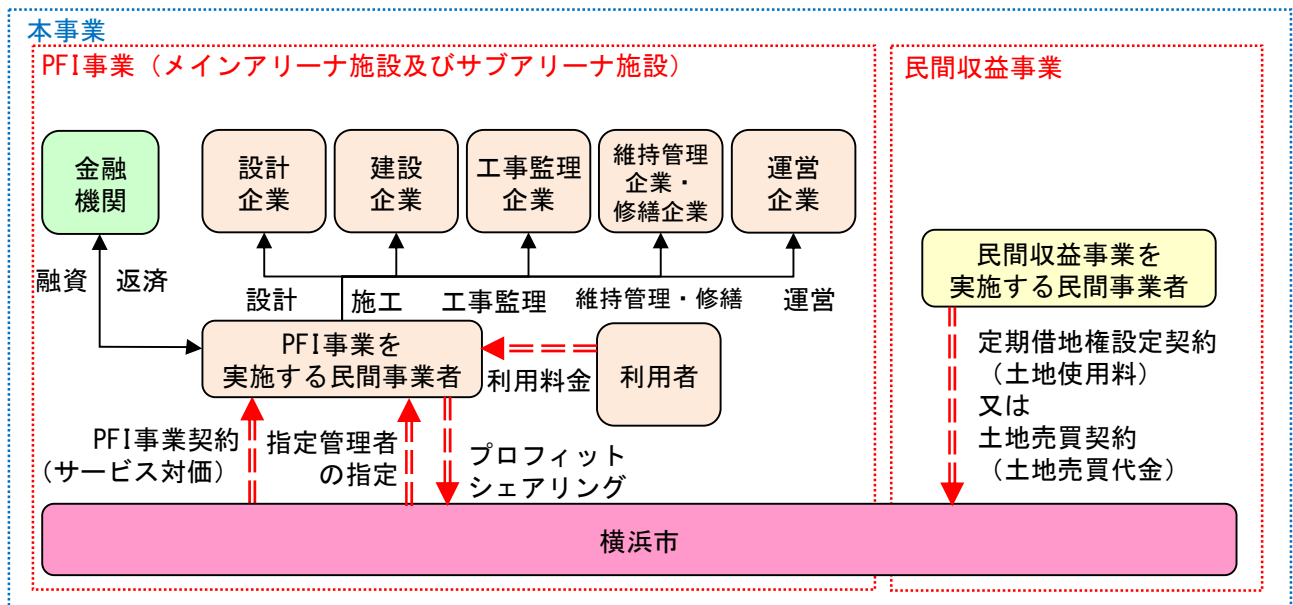 本事業
PFI事業（メインアリーナ施設及びサブアリーナ施設）
民間収益事業
金融
機関
設計
企業
建設
企業
工事監理
企業
維持管理
企業・
修繕企業
運営
企業
融資
返済
設計
施工
工事監理
維持管理・修繕
運営
PFI事業を
実施する民間事業者
利用料金
利用者
民間収益事業を
実施する民間事業者
PFI事業契約
（サービス対価）
指定管理者
の指定
プロフィット
シェアリング
定期借地権設定契約
（土地使用料）
又は
土地売買契約
（土地売買代金）
横浜市